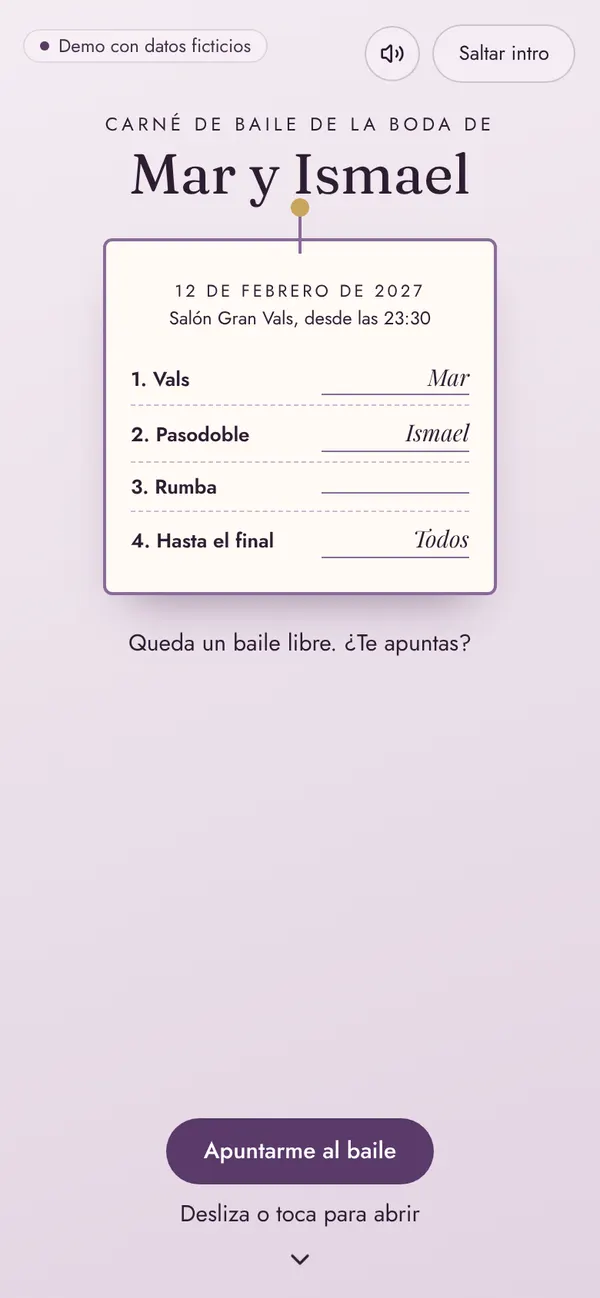 Demo con datos ficticios
Saltar intro
CARNÉ DE BAILE DE LA BODA DE
Mar y Ismael
12 DE FEBRERO DE 2027
Salón Gran Vals, desde las 23:30
1. Vals Mar
2. Pasodoble Ismael
3. Rumba
4. Hasta el final Todos
Queda un baile libre. ¿Te apuntas?
Apuntarme al baile
Desliza o toca para abrir